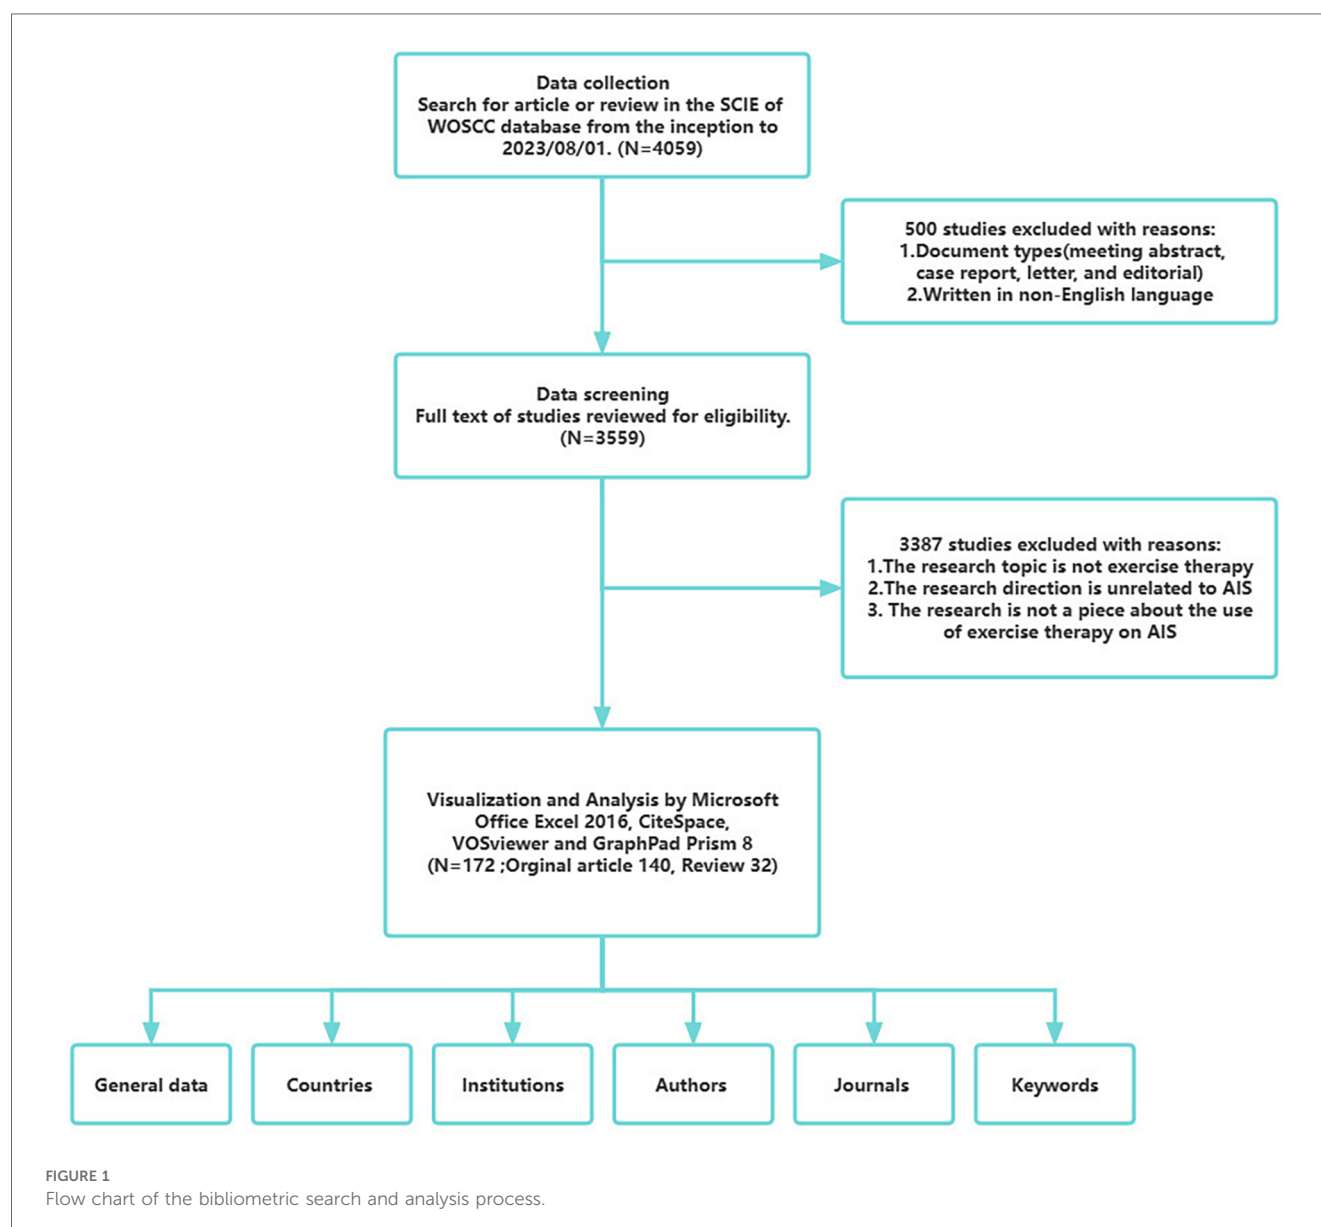 Data collection
Search for article or review in the SCIE of
WOSCC database from the inception to
2023/08/01. (N=4059)
500 studies excluded with reasons:
1.Document types(meeting abstract,
case report, letter, and editorial)
2.Written in non-English language
Data screening
Full text of studies reviewed for eligibility.
(N=3559)
3387 studies excluded with reasons:
1.The research topic is not exercise therapy
2.The research direction is unrelated to AIS
3. The research is not a piece about the use
of exercise therapy on AIS
Visualization and Analysis by Microsoft
Office Excel 2016, CiteSpace,
VOSviewer and GraphPad Prism 8
(N=172 ;Orginal article 140, Review 32)
General data
Countries
Institutions
Authors
Journals
Keywords
FIGURE 1
Flow chart of the bibliometric search and analysis process.